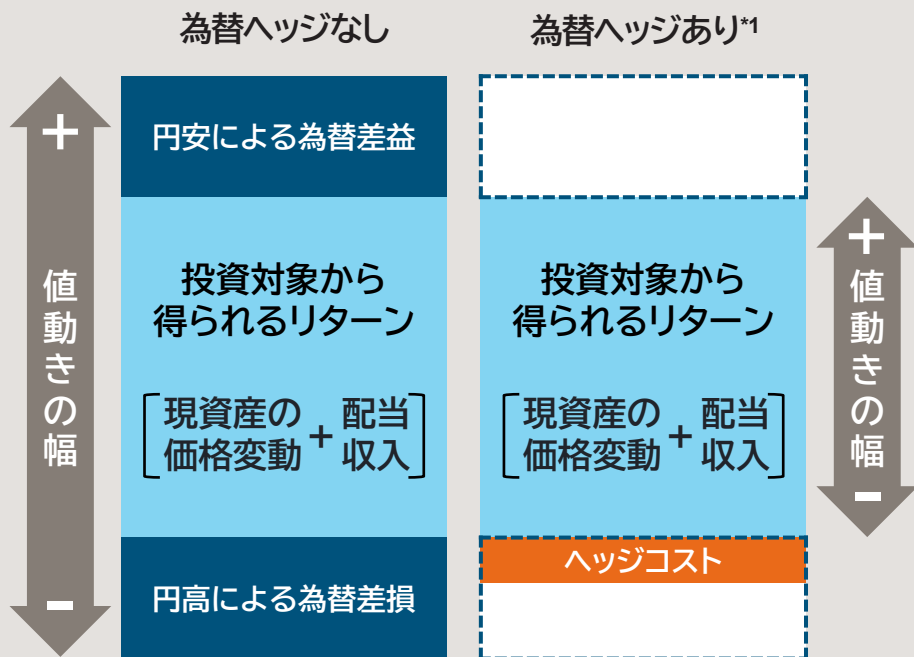 為替ヘッジなし
為替ヘッジあり*1
+
値動きの幅
-
円安による為替差益
投資対象から
得られるリターン
[現資産の価格変動+配当収入]
円高による為替差損
投資対象から
得られるリターン
[現資産の価格変動+配当収入]
ヘッジコスト
+
値動きの幅
-